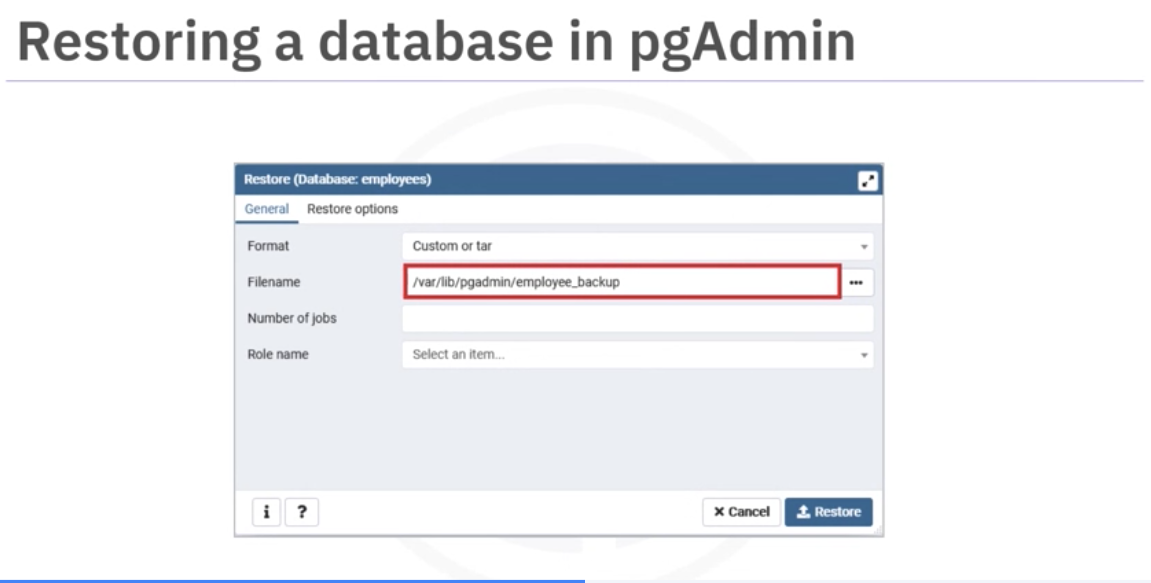 Restoring a database in pgAdmin
Restore (Database: employees)
General Restore options
Format Custom or tar
Filename /var/lib/pgadmin/employee_backup •••
Number of jobs
Role name Select an item...
i ? × Cancel Restore